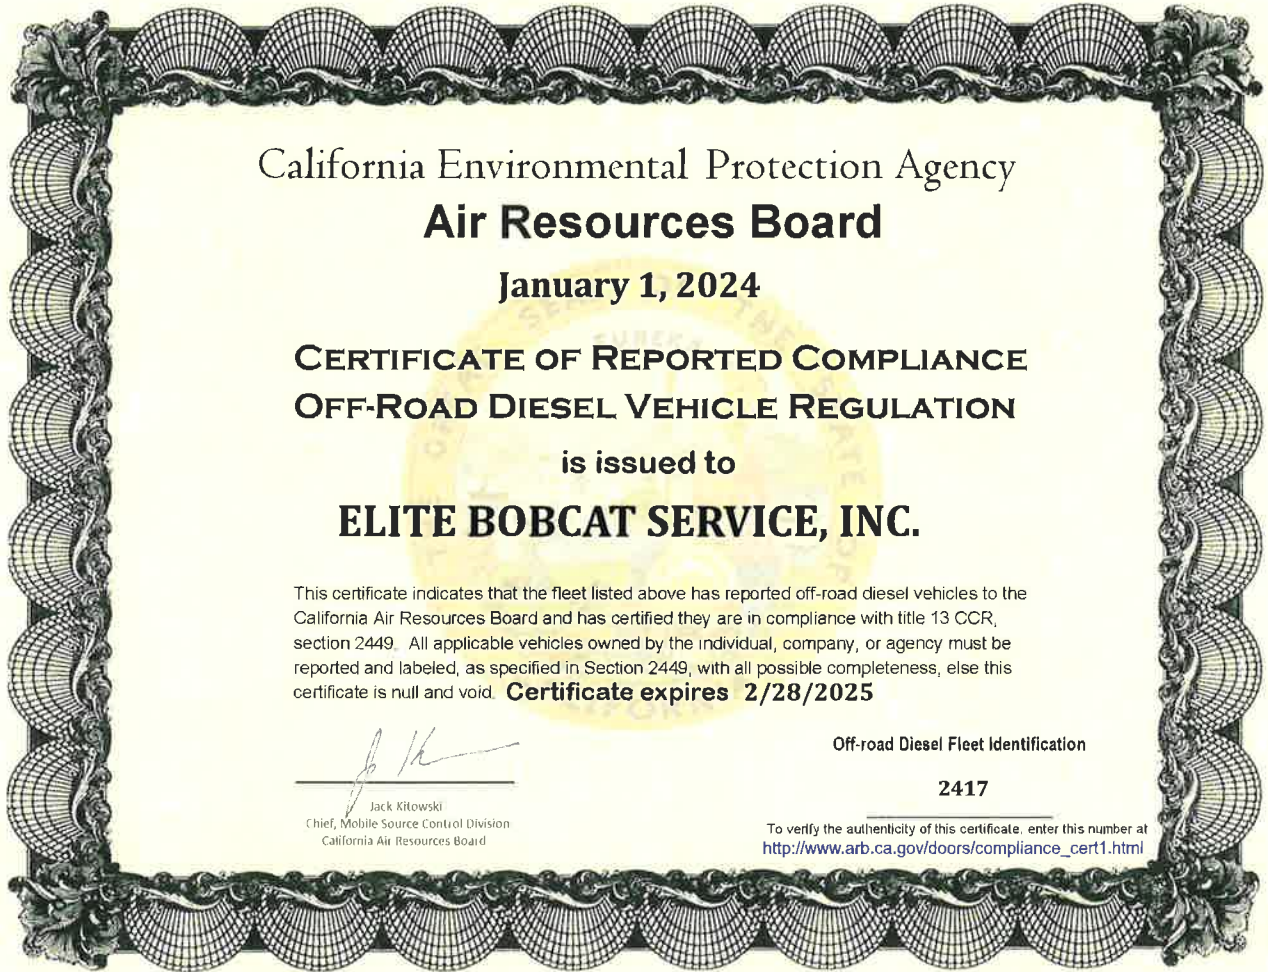 California Environmental Protection Agency
Air Resources Board
January 1, 2024
CERTIFICATE OF REPORTED COMPLIANCE
OFF-ROAD DIESEL VEHICLE REGULATION
is issued to
ELITE BOBCAT SERVICE, INC.
This certificate indicates that the fleet listed above has reported off-road diesel vehicles to the
California Air Resources Board and has certified they are in compliance with title 13 CCR,
section 2449. All applicable vehicles owned by the individual, company, or agency must be
reported and labeled, as specified in Section 2449, with all possible completeness, else this
certificate is null and void. Certificate expires 2/28/2025
Off-road Diesel Fleet Identification
2417
Jack Kitowski
Chief, Mobile Source Control Division
California Air Resources Board
To verify the authenticity of this certificate, enter this number at
http://www.arb.ca.gov/doors/compliance_cert1.html